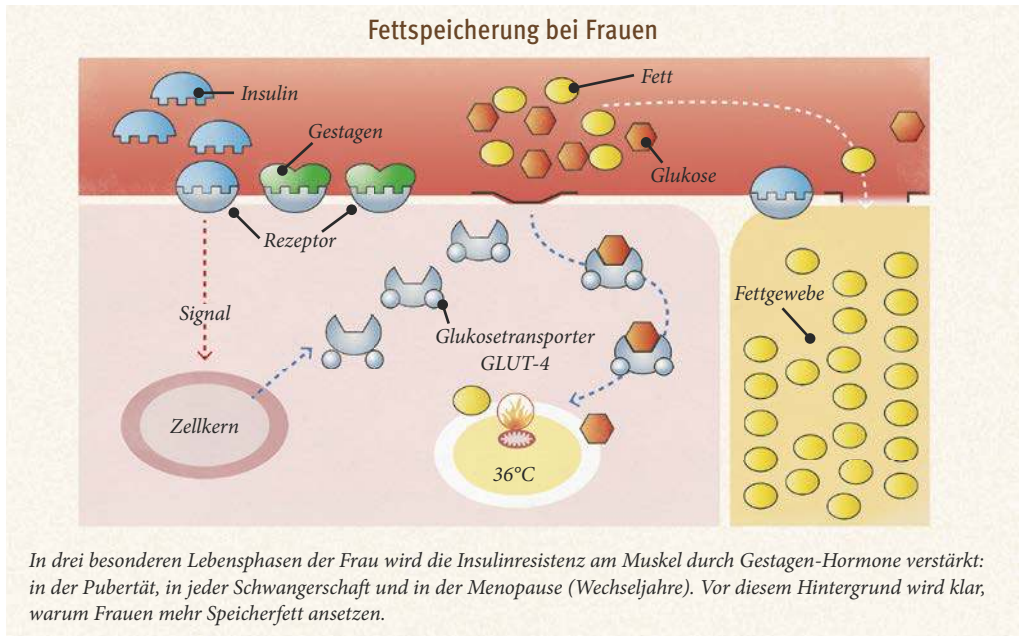 Fettspeicherung bei Frauen
Fett
Insulin
Gestagen
Glukose
Rezeptor
Fettgewebe
Signal
Glukosetransporter
GLUT-4
Zellkern
36°C
In drei besonderen Lebensphasen der Frau wird die Insulinresistenz am Muskel durch Gestagen-Hormone verstärkt:
in der Pubertät, in jeder Schwangerschaft und in der Menopause (Wechseljahre). Vor diesem Hintergrund wird klar,
warum Frauen mehr Speicherfett ansetzen.